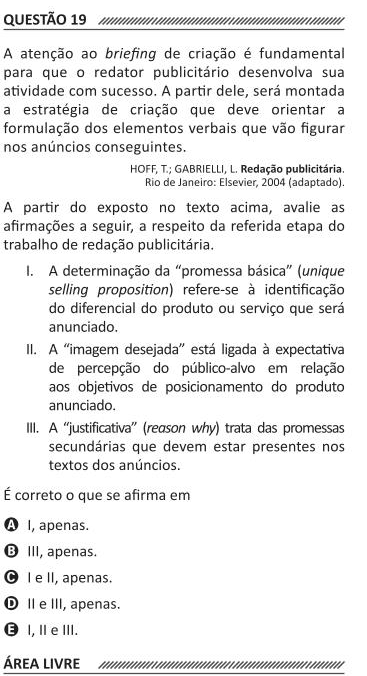 QUESTÃO 19
A atenção ao briefing de criação é fundamental
para que o redator publicitário desenvolva sua
atividade com sucesso. A partir dele, será montada
a estratégia de criação que deve orientar a
formulação dos elementos verbais que vão figurar
nos anúncios conseguintes.
HOFF, T.; GABRIELLI, L. Redação publicitária.
Rio de Janeiro: Elsevier, 2004 (adaptado).
A partir do exposto no texto acima, avalie as
afirmações a seguir, a respeito da referida etapa do
trabalho de redação publicitária.
I. A determinação da “promessa básica” (unique
selling proposition) refere-se à identificação
do diferencial do produto ou serviço que será
anunciado.
II. A “imagem desejada” está ligada à expectativa
de percepção do público-alvo em relação
aos objetivos de posicionamento do produto
anunciado.
III. A “justificativa” (reason why) trata das promessas
secundárias que devem estar presentes nos
textos dos anúncios.
É correto o que se afirma em
A I, apenas.
B III, apenas.
C I e II, apenas.
D II e III, apenas.
E I, II e III.
ÁREA LIVRE